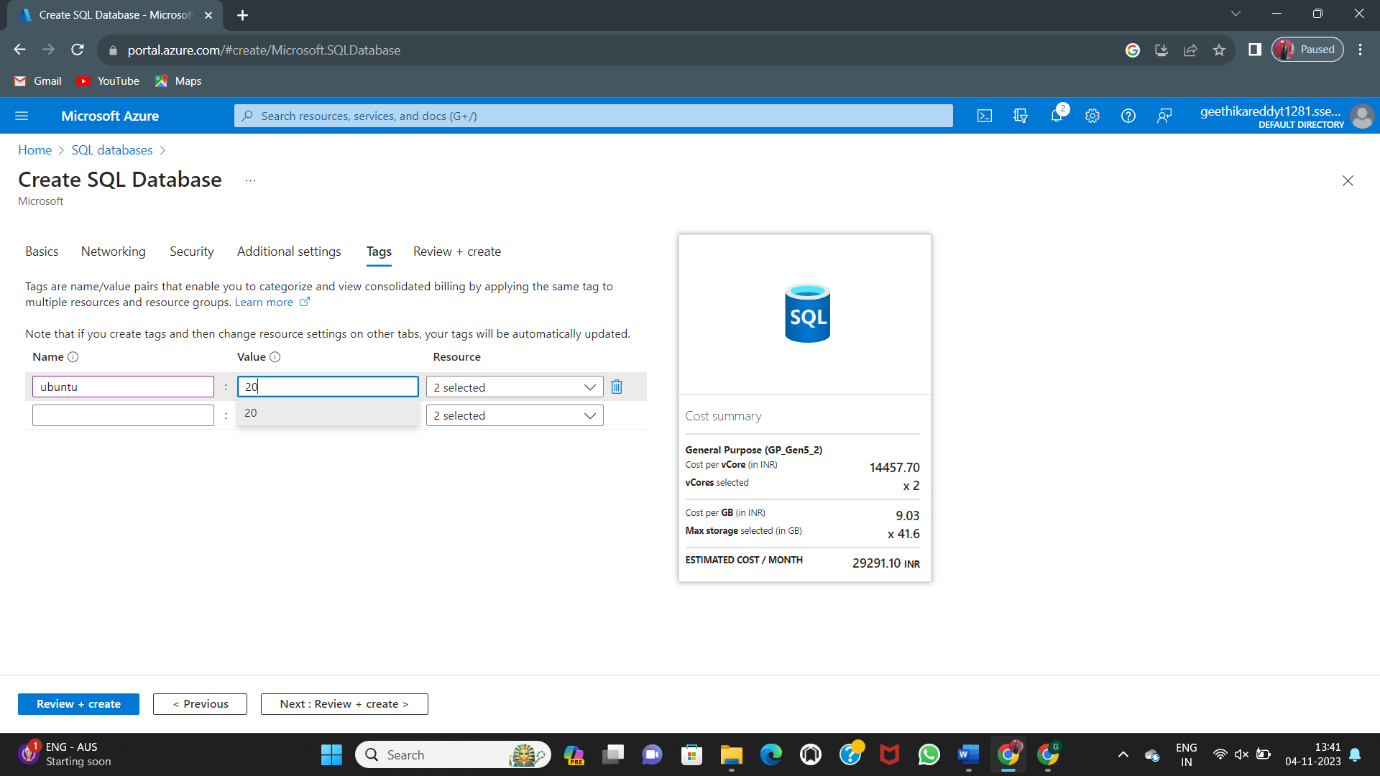 Create SQL Database - Microsof
portal.azure.com/#create/Microsoft.SQLDatabase
Paused
Gmail
YouTube
Maps
Microsoft Azure
Search resources, services, and docs (G+/)
2
geethikareddyt1281.sse...
DEFAULT DIRECTORY
Home > SQL databases >
Create SQL Database ...
Microsoft
Basics Networking Security Additional settings Tags Review + create
Tags are name/value pairs that enable you to categorize and view consolidated billing by applying the same tag to
multiple resources and resource groups. Learn more
Note that if you create tags and then change resource settings on other tabs, your tags will be automatically updated.
Name Value Resource
ubuntu : 20 2 selected
: 20 2 selected
SQL
Cost summary
General Purpose (GP_Gen5_2)
Cost per vCore (in INR) 14457.70
vCores selected x 2
Cost per GB (in INR) 9.03
Max storage selected (in GB) x 41.6
ESTIMATED COST / MONTH 29291.10 INR
Review + create
< Previous
Next : Review + create >
1
ENG - AUS
Starting soon
Search
PRE
W
G
ENG
IN
13:41
04-11-2023